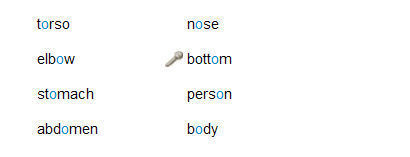 torso nose
elbow bottom
stomach person
abdomen body